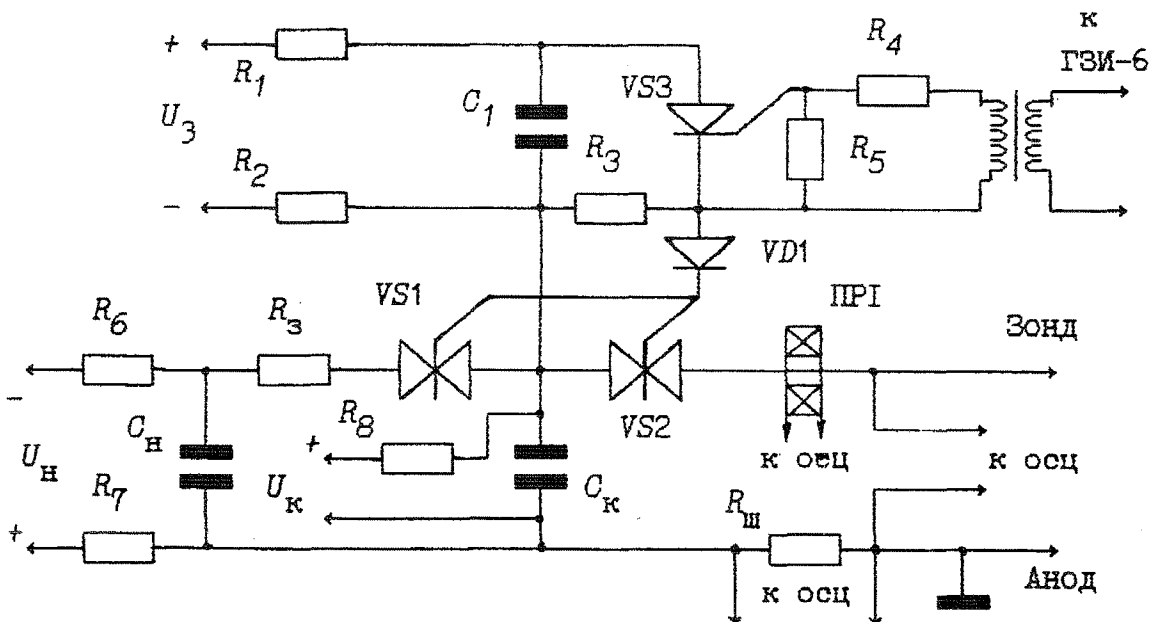 +
R1
U3
C1
VS3
R4
к
ГЗИ-6
R2
-
R3
R5
VD1
VS1
ПРI
Зонд
R6
Rз
-
Cн
Uн
R8
+
VS2
к осц
к осц
R7
Uк
Cк
Rш
+
к осц
Анод